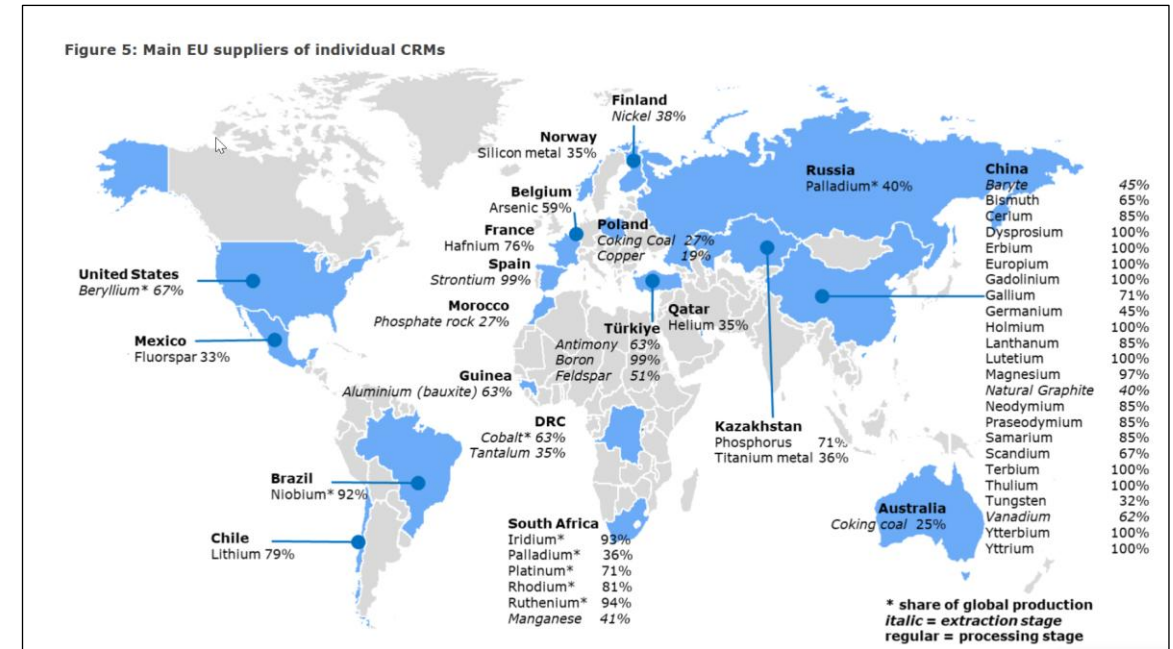 Figure 5: Main EU suppliers of individual CRMs
Finland
Nickel 38%
Norway
Silicon metal 35%
Belgium
Arsenic 59%
France
Hafnium 76%
Spain
Strontium 99%
Morocco
Phosphate rock 27%
Poland
Coking Coal 27%
Copper 19%
Russia
Palladium* 40%
United States
Beryllium* 67%
Mexico
Fluorspar 33%
Qatar
Helium 35%
Türkiye
Antimony 63%
Boron 99%
Feldspar 51%
Guinea
Aluminium (bauxite) 63%
DRC
Cobalt* 63%
Tantalum 35%
Kazakhstan
Phosphorus 71%
Titanium metal 36%
Brazil
Niobium* 92%
Chile
Lithium 79%
South Africa
Iridium* 93%
Palladium* 36%
Platinum* 71%
Rhodium* 81%
Ruthenium* 94%
Manganese 41%
Australia
Coking coal 25%
China
Baryte 45%
Bismuth 65%
Cerium 85%
Dysprosium 100%
Erbium 100%
Europium 100%
Gadolinium 100%
Gallium 71%
Germanium 45%
Holmium 100%
Lanthanum 85%
Lutetium 100%
Magnesium 97%
Natural Graphite 40%
Neodymium 85%
Praseodymium 85%
Samarium 85%
Scandium 67%
Terbium 100%
Thulium 100%
Tungsten 32%
Vanadium 62%
Ytterbium 100%
Yttrium 100%
* share of global production
italic = extraction stage
regular = processing stage